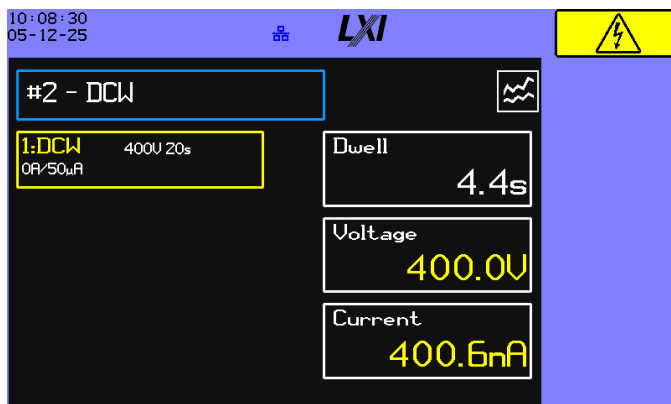 10:08:30
05-12-25
LXI
#2 - DCW
1:DCW 400V 20s
0A/50µA
Dwell
4.4s
Voltage
400.0V
Current
400.6nA